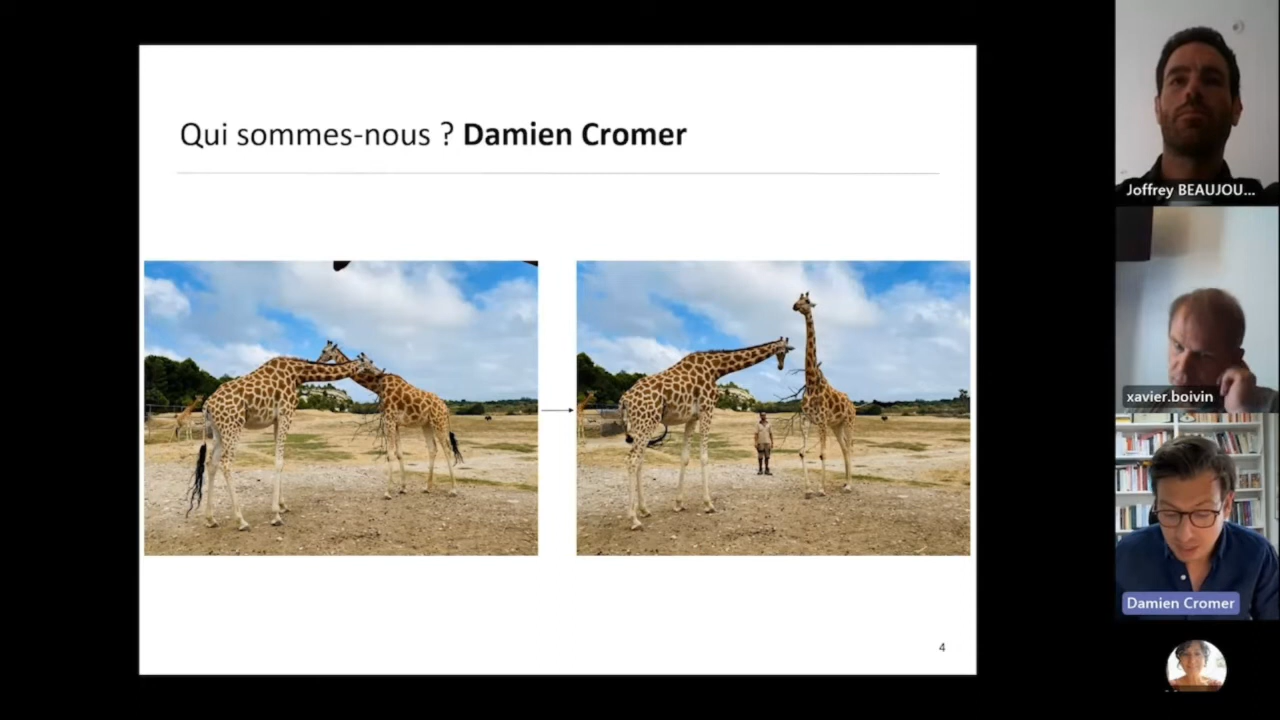 Qui sommes-nous ? Damien Cromer
4
Joffrey BEAUJOU...
xavier.boivin
Damien Cromer